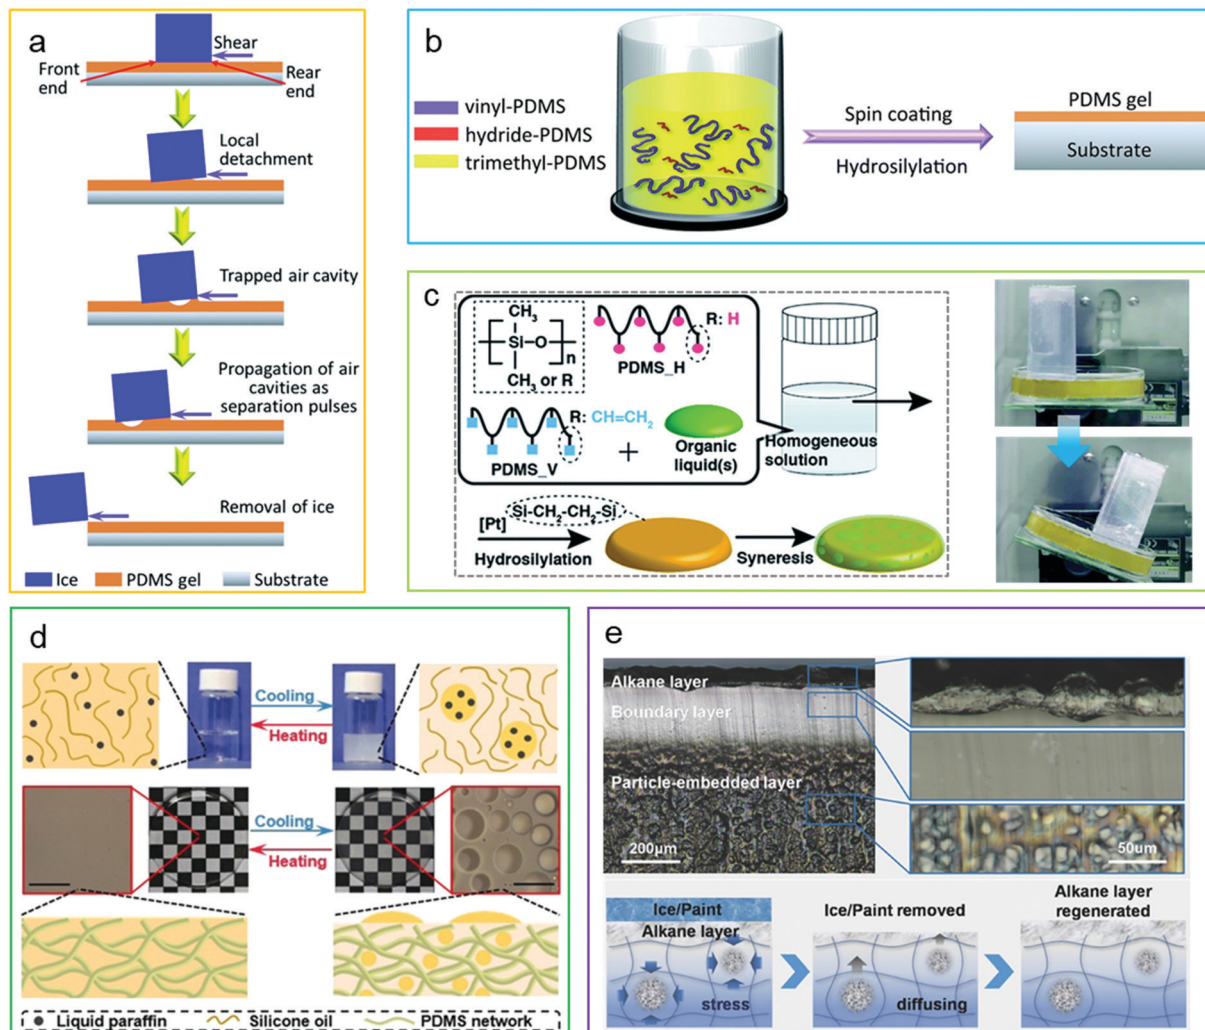 a
Shear
Front
end
Rear
end
Local
detachment
Trapped air cavity
Propagation of air
cavities as
separation pulses
Removal of ice
Ice
PDMS gel
Substrate
b
vinyl-PDMS
hydride-PDMS
trimethyl-PDMS
Spin coating
Hydrosilylation
PDMS gel
Substrate
c
CH3
Si—O
n
CH3 or R
R: H
PDMS_H
R: CH=CH2
PDMS_V
+
Organic
liquid(s)
Homogeneous
solution
Si-CH2-CH2-Si
[Pt]
Hydrosilylation
Syneresis
d
Cooling
Heating
Cooling
Heating
Liquid paraffin
Silicone oil
PDMS network
e
Alkane layer
Boundary layer
Particle-embedded layer
200μm
50um
Ice/Paint
Alkane layer
stress
Ice/Paint removed
diffusing
Alkane layer
regenerated